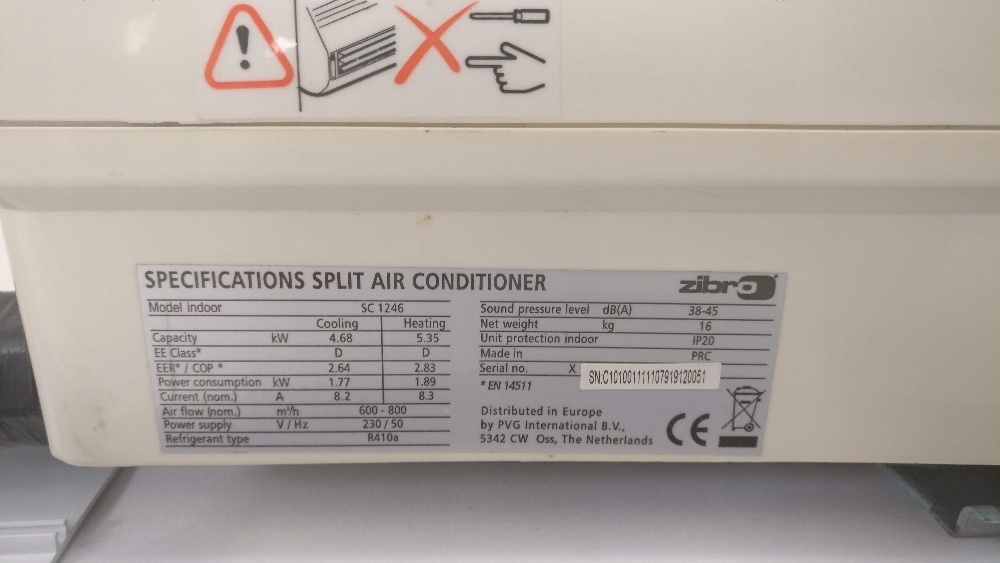 SPECIFICATIONS SPLIT AIR CONDITIONER
zibro
Model indoor SC 1246
Cooling Heating
Capacity kW 4.68 5.35
EE Class* D D
EER* / COP * 2.64 2.83
Power consumption kW 1.77 1.89
Current (nom.) A 8.2 8.3
Air flow (nom.) m³/h 600 - 800
Power supply V / Hz 230 / 50
Refrigerant type R410a
Sound pressure level dB(A) 38-45
Net weight kg 16
Unit protection indoor IP20
Made in PRC
Serial no. X SN:C101001111107919120051
* EN 14511
Distributed in Europe
by PVG International B.V.,
5342 CW Oss, The Netherlands
CE